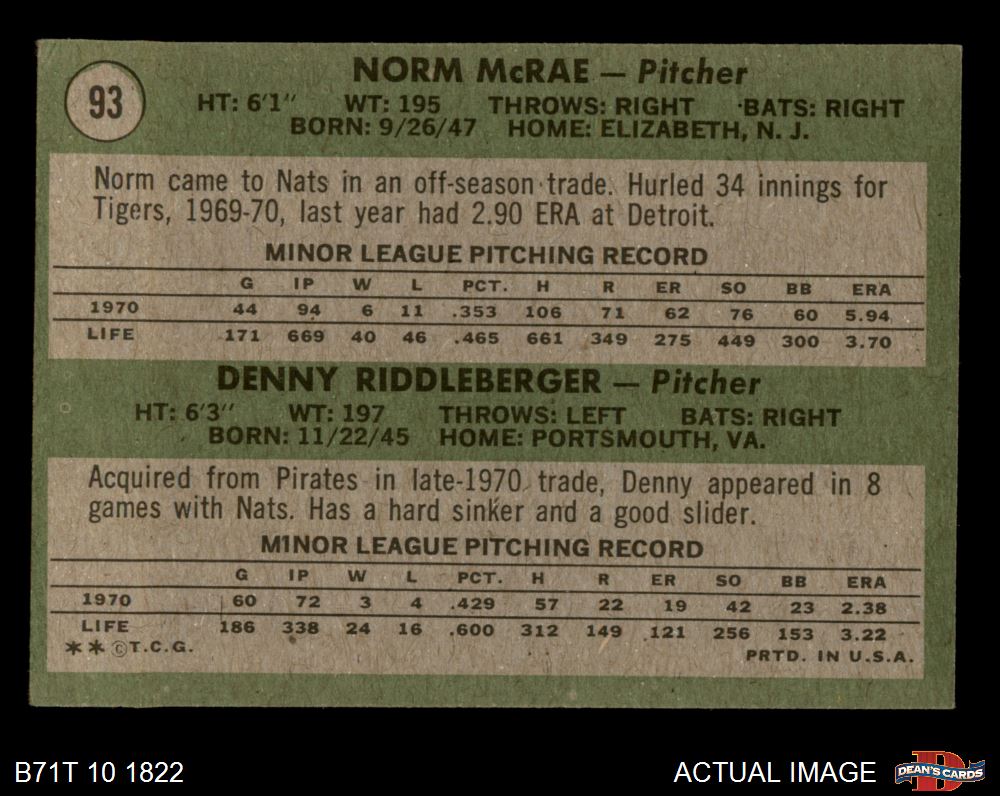 93
NORM McRAE — Pitcher
HT: 6'1" WT: 195 THROWS: RIGHT BATS: RIGHT
BORN: 9/26/47 HOME: ELIZABETH, N. J.
Norm came to Nats in an off-season trade. Hurled 34 innings for
Tigers, 1969-70, last year had 2.90 ERA at Detroit.
MINOR LEAGUE PITCHING RECORD
G IP W L PCT. H R ER SO BB ERA
1970 44 94 6 11 .353 106 71 62 76 60 5.94
LIFE 171 669 40 46 .465 661 349 275 449 300 3.70
DENNY RIDDLEBERGER — Pitcher
HT: 6'3" WT: 197 THROWS: LEFT BATS: RIGHT
BORN: 11/22/45 HOME: PORTSMOUTH, VA.
Acquired from Pirates in late-1970 trade, Denny appeared in 8
games with Nats. Has a hard sinker and a good slider.
MINOR LEAGUE PITCHING RECORD
G IP W L PCT. H R ER SO BB ERA
1970 60 72 3 4 .429 57 22 19 42 23 2.38
LIFE 186 338 24 16 .600 312 149 121 256 153 3.22
** ©T.C.G.
PRTD. IN U.S.A.
B71T 10 1822
ACTUAL IMAGE
D
DEAN'S CARDS